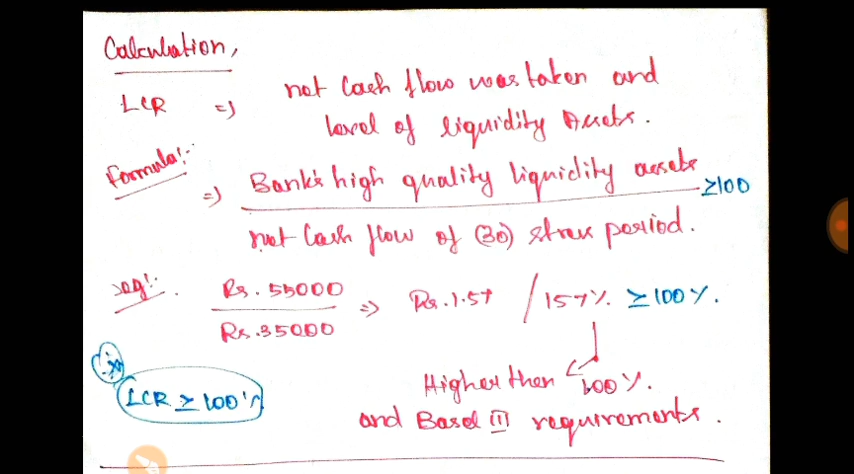 Calculation,
LCR => net cash flow was taken and
level of liquidity Assets.
Formula:-
=> Bank's high quality liquidity assets ≥100
net cash flow of (30) stress period.
eg:-
Rs. 55000
Rs. 35000
=> Rs. 1.57 / 157% ≥ 100%.
Higher then 100%.
LCR ≥ 100%
and Basel III requirements.